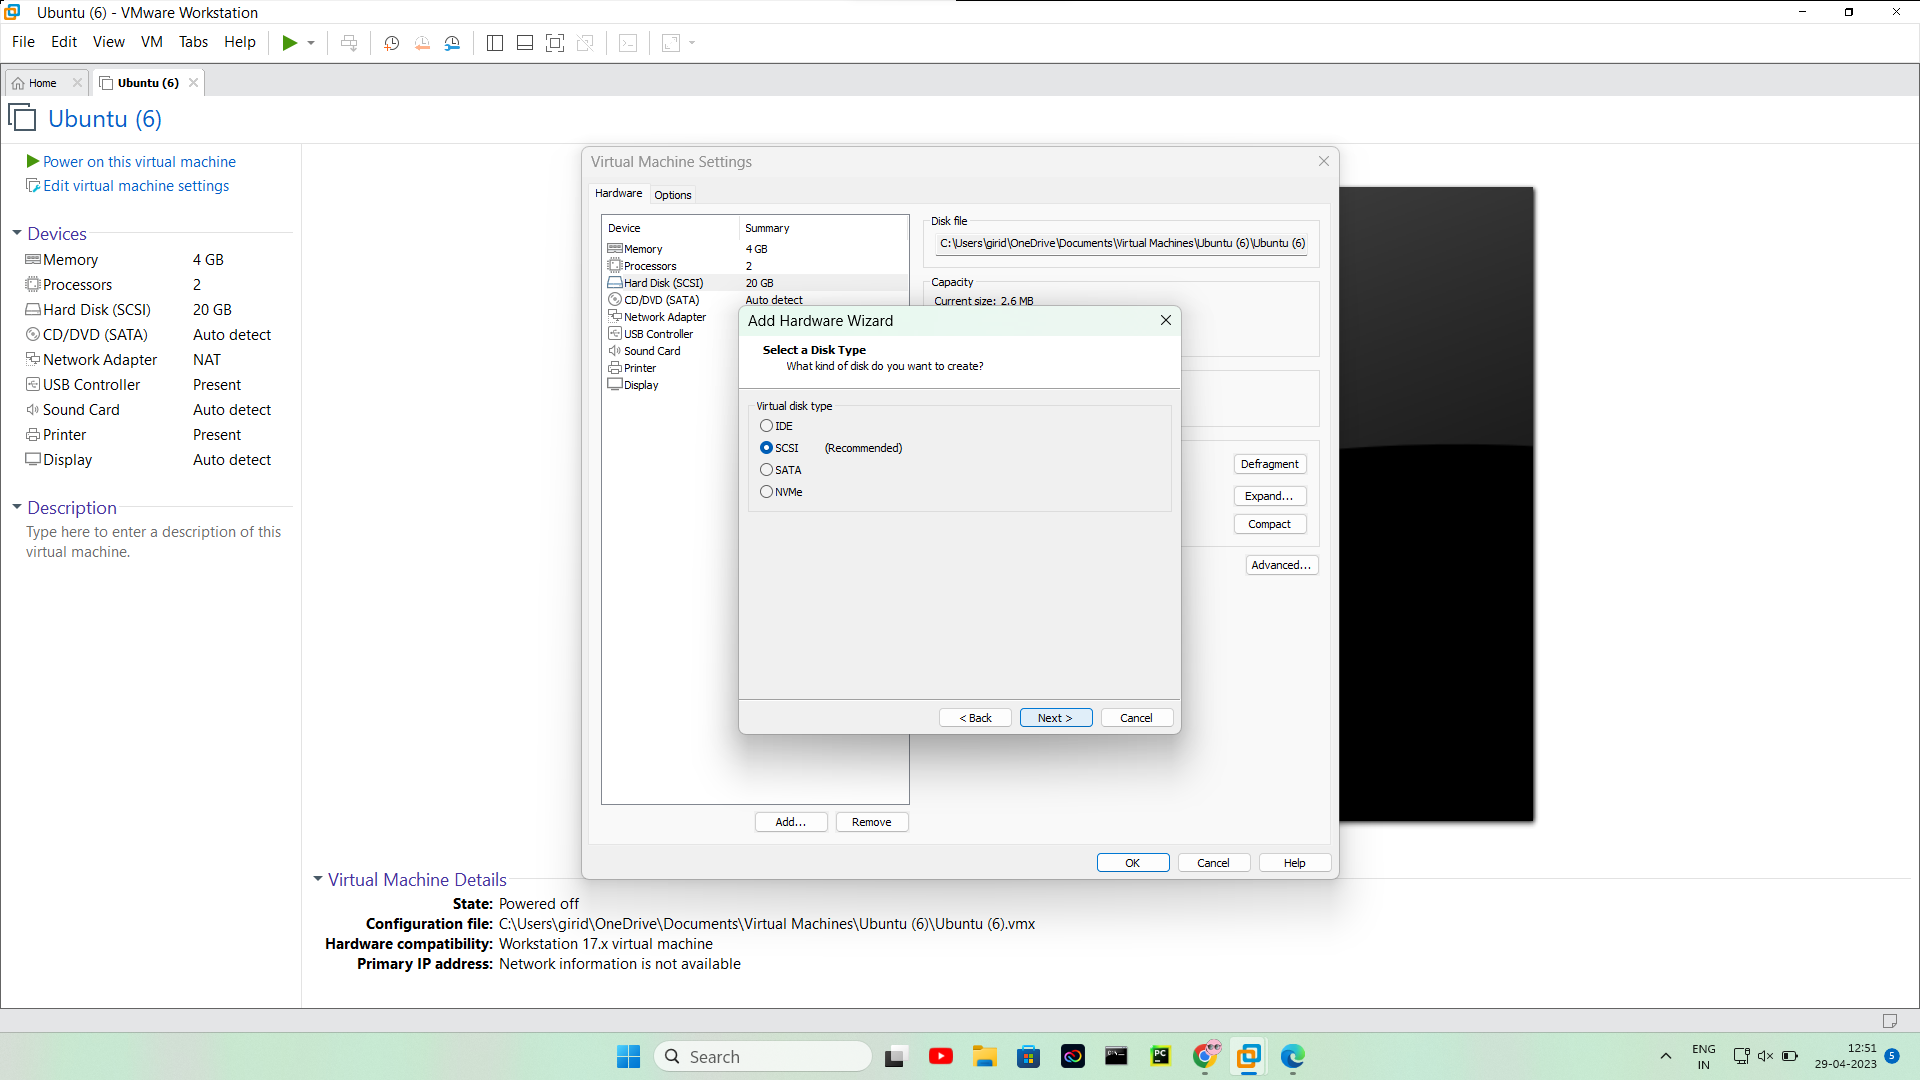 Ubuntu (6) - VMware Workstation
File Edit View VM Tabs Help
Home Ubuntu (6)
Ubuntu (6)
Power on this virtual machine
Edit virtual machine settings
Devices
Memory 4 GB
Processors 2
Hard Disk (SCSI) 20 GB
CD/DVD (SATA) Auto detect
Network Adapter NAT
USB Controller Present
Sound Card Auto detect
Printer Present
Display Auto detect
Description
Type here to enter a description of this
virtual machine.
Virtual Machine Settings
Hardware Options
Device Summary
Memory 4 GB
Processors 2
Hard Disk (SCSI) 20 GB
CD/DVD (SATA) Auto detect
Network Adapter
USB Controller
Sound Card
Printer
Display
Disk file
C:\Users\girid\OneDrive\Documents\Virtual Machines\Ubuntu (6)\Ubuntu (6)
Capacity
Current size: 2.6 MB
Defragment
Expand...
Compact
Advanced...
Add Hardware Wizard
Select a Disk Type
What kind of disk do you want to create?
Virtual disk type
IDE
SCSI (Recommended)
SATA
NVMe
< Back Next > Cancel
Add... Remove
OK Cancel Help
Virtual Machine Details
State: Powered off
Configuration file: C:\Users\girid\OneDrive\Documents\Virtual Machines\Ubuntu (6)\Ubuntu (6).vmx
Hardware compatibility: Workstation 17.x virtual machine
Primary IP address: Network information is not available
Search
PC
ENG
IN
12:51
29-04-2023
5